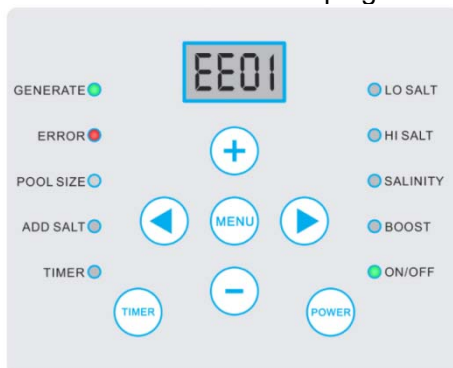 EE01
GENERATE
LO SALT
ERROR
HI SALT
+
POOL SIZE
SALINITY
MENU
ADD SALT
BOOST
TIMER
ON/OFF
-
TIMER
POWER